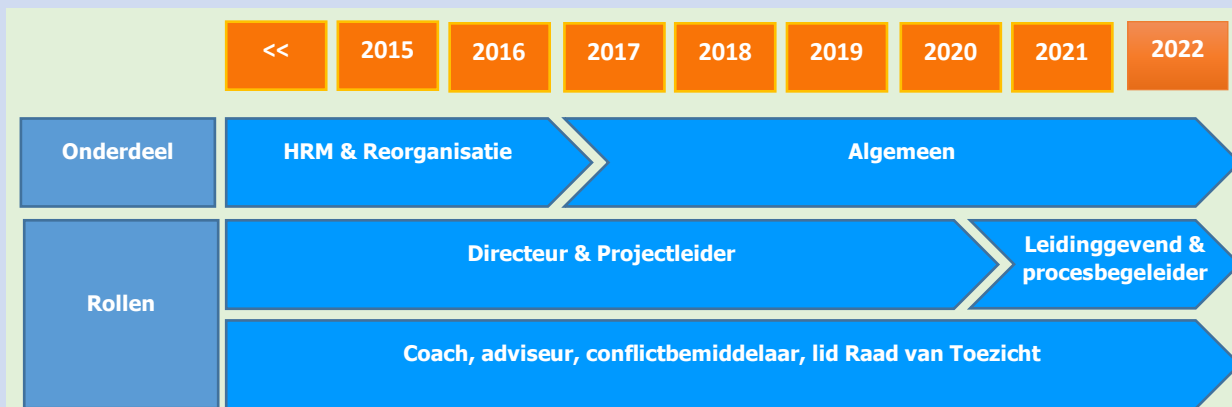 << 2015 2016 2017 2018 2019 2020 2021 2022
Onderdeel
HRM & Reorganisatie
Algemeen
Rollen
Directeur & Projectleider
Leidinggevend &
procesbegeleider
Coach, adviseur, conflictbemiddelaar, lid Raad van Toezicht